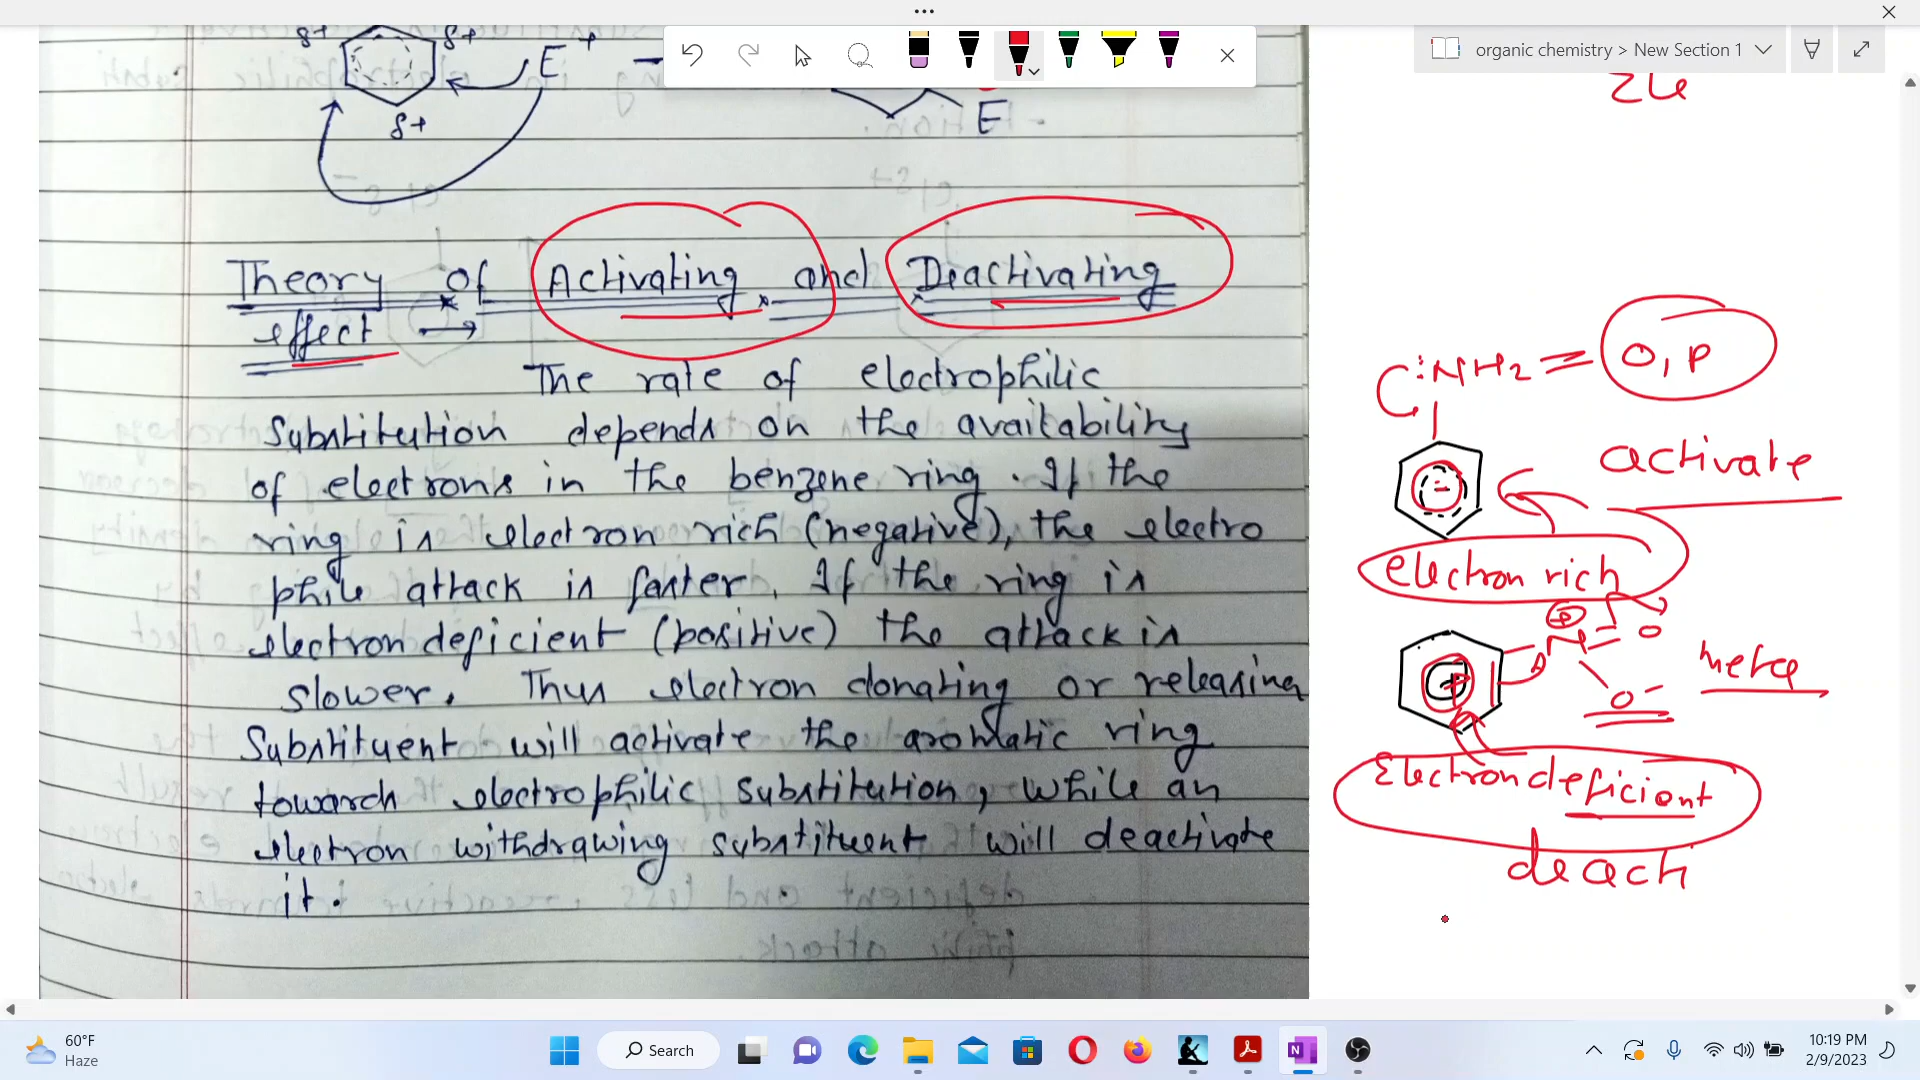 organic chemistry > New Section 1
δ+ δ+ E +
δ+
E
Theory of Activating and Deactivating
effect →
The rate of electrophilic
Substitution depends on the availability
of electrons in the benzene ring. If the
ring is electron rich (negative), the electro
phile attack is faster. If the ring is
electron deficient (positive) the attack is
slower. Thus electron donating or releasing
Substituent will activate the aromatic ring
towards electrophilic substitution, while an
electron withdrawing substituent will deactivate
it.
:NH2 = O, P
activate
electron rich
N = O
O-
meta
Electron deficient
deacti
60°F
Haze
Search
10:19 PM
2/9/2023